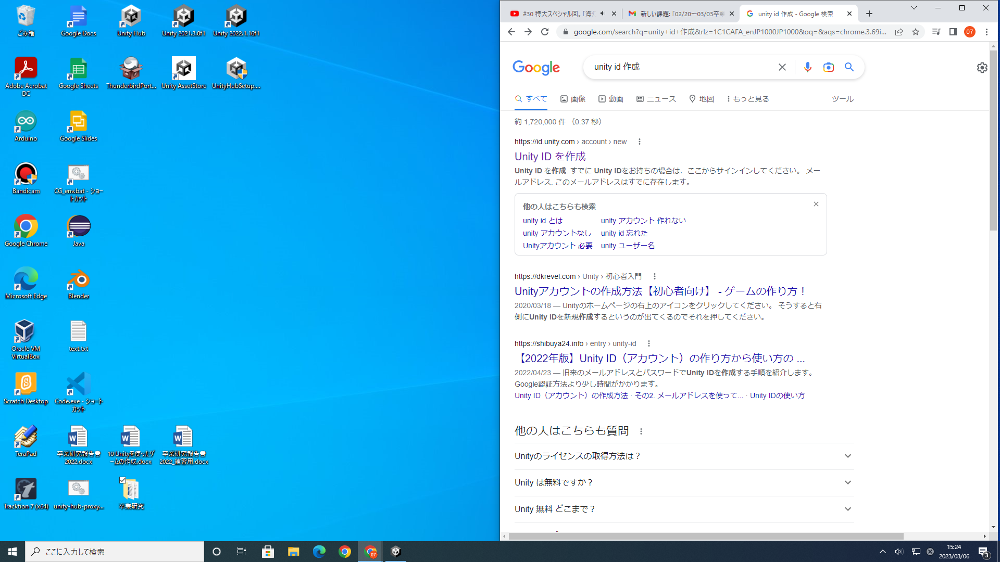 ごみ箱
Google Docs
Unity Hub
Unity 2021.3.8f1
Unity 2022.1.16f1
Adobe Acrobat
DC
Google Sheets
ThunderbirdPort...
Unity AssetStore
UnityHubSetup....
Arduino
Google Slides
Bandicam
CG_env.bat - ショー
トカット
Google Chrome
Java
Microsoft Edge
Blender
Oracle VM
VirtualBox
text.txt
Scratch Desktop
Code.exe - ショート
カット
TeraPad
卒業研究報告書
2022.docx
10 Unityを使ったゲ
ームの作成.docx
卒業研究報告書
2022_練習用.docx
Tracktion 7 (x64)
unity-hub-proxy...
卒業研究
#30 特大スペシャル回。「海
新しい課題: 「02/20～03/03卒業
unity id 作成 - Google 検索
google.com/search?q=unity+id+作成&rlz=1C1CAFA_enJP1000JP1000&oq=&aqs=chrome.3.69i...
07
Google
unity id 作成
すべて
画像
動画
ニュース
地図
もっと見る
ツール
約 1,720,000 件 （0.37 秒）
https://id.unity.com › account › new
Unity ID を作成
Unity ID を作成. すでに Unity IDをお持ちの場合は、ここからサインインしてください。 メー
ルアドレス. このメールアドレスはすでに存在します。
他の人はこちらも検索
unity id とは
unity アカウント 作れない
unity アカウントなし
unity id 忘れた
Unityアカウント 必要
unity ユーザー名
https://dkrevel.com › Unity › 初心者入門
Unityアカウントの作成方法【初心者向け】 - ゲームの作り方！
2020/03/18 — Unityのホームページの右上のアイコンをクリックしてください。 そうすると右
側にUnity IDを新規作成するというのが出てくるのでそれを押してください。
https://shibuya24.info › entry › unity-id
【2022年版】Unity ID（アカウント）の作り方から使い方の ...
2022/04/23 — 旧来のメールアドレスとパスワードでUnity IDを作成する手順を紹介します。
Google認証方法より少し時間がかかります。
Unity ID（アカウント）の作成方法 · その2. メールアドレスを使って... · Unity IDの使い方
他の人はこちらも質問
Unityのライセンスの取得方法は？
Unity は無料ですか？
Unity 無料 どこまで？
ここに入力して検索
07
15:24
2023/03/06
3